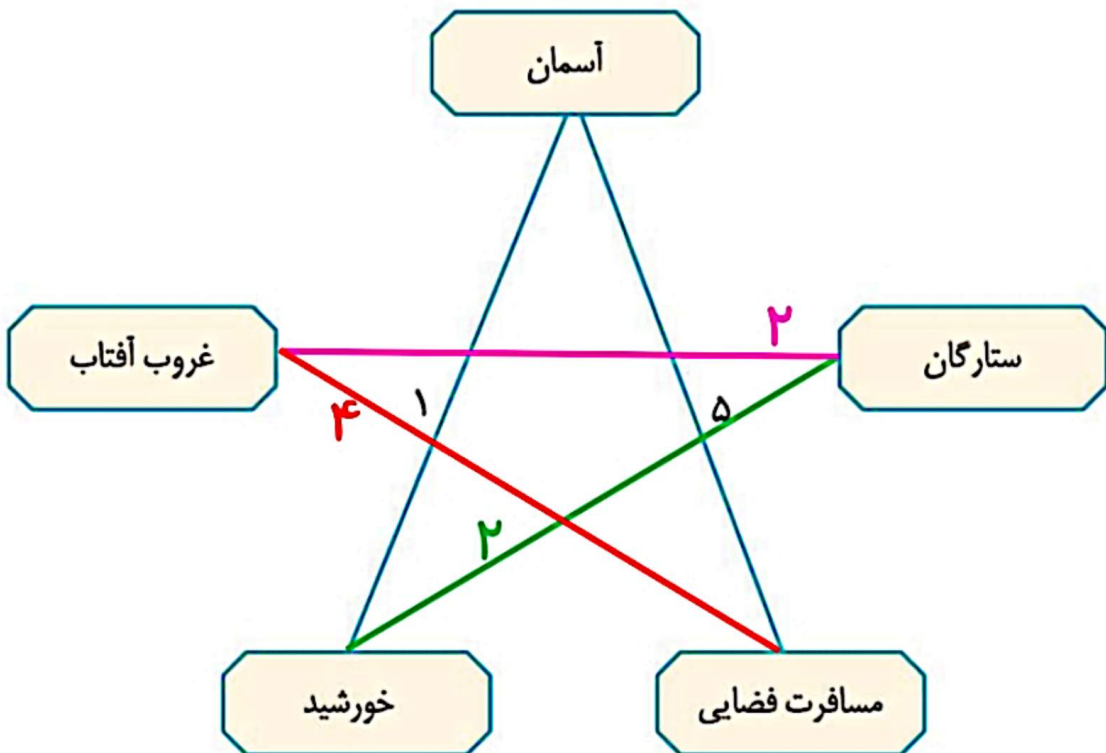 آسمان
ستارگان
۲
غروب آفتاب
۱
۵
۴
۲
مسافرت فضایی
خورشید